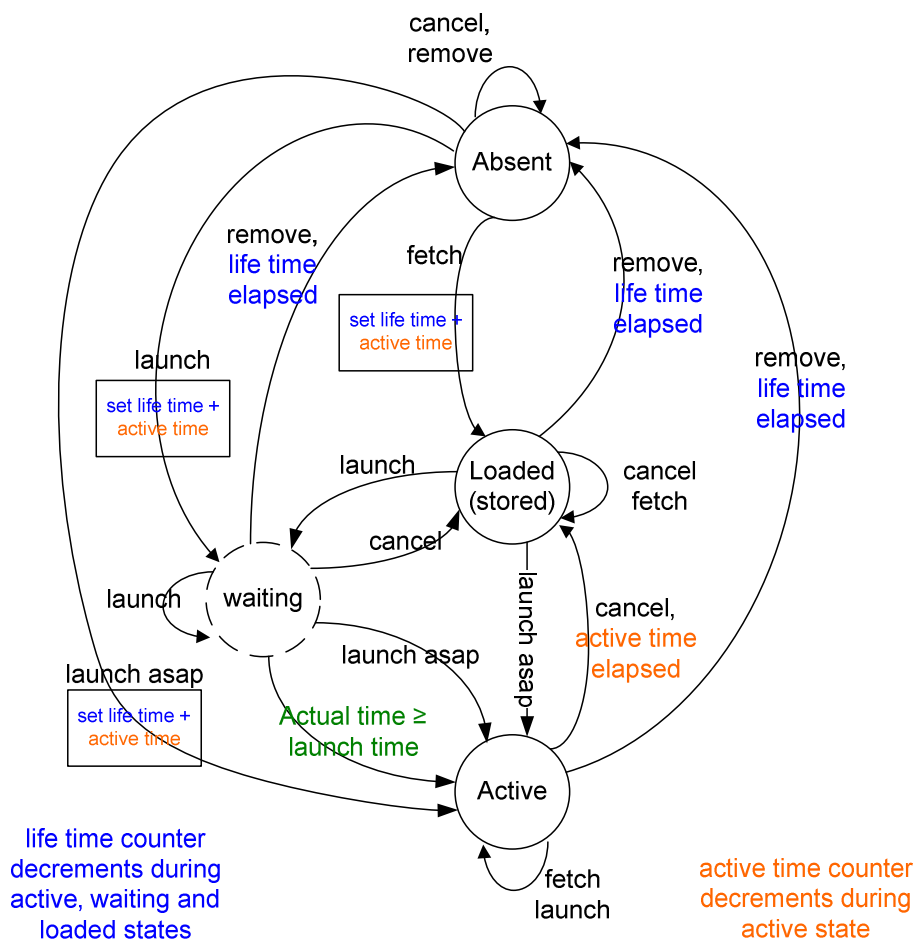 cancel,
remove
Absent
remove,
life time
elapsed
fetch
remove,
life time
elapsed
set life time +
active time
launch
remove,
life time
elapsed
set life time +
active time
launch
Loaded
(stored)
cancel
fetch
cancel
launch
waiting
launch asap
cancel,
active time
elapsed
launch asap
launch asap
set life time +
active time
Actual time ≥
launch time
Active
life time counter
decrements during
active, waiting and
loaded states
fetch
launch
active time counter
decrements during
active state